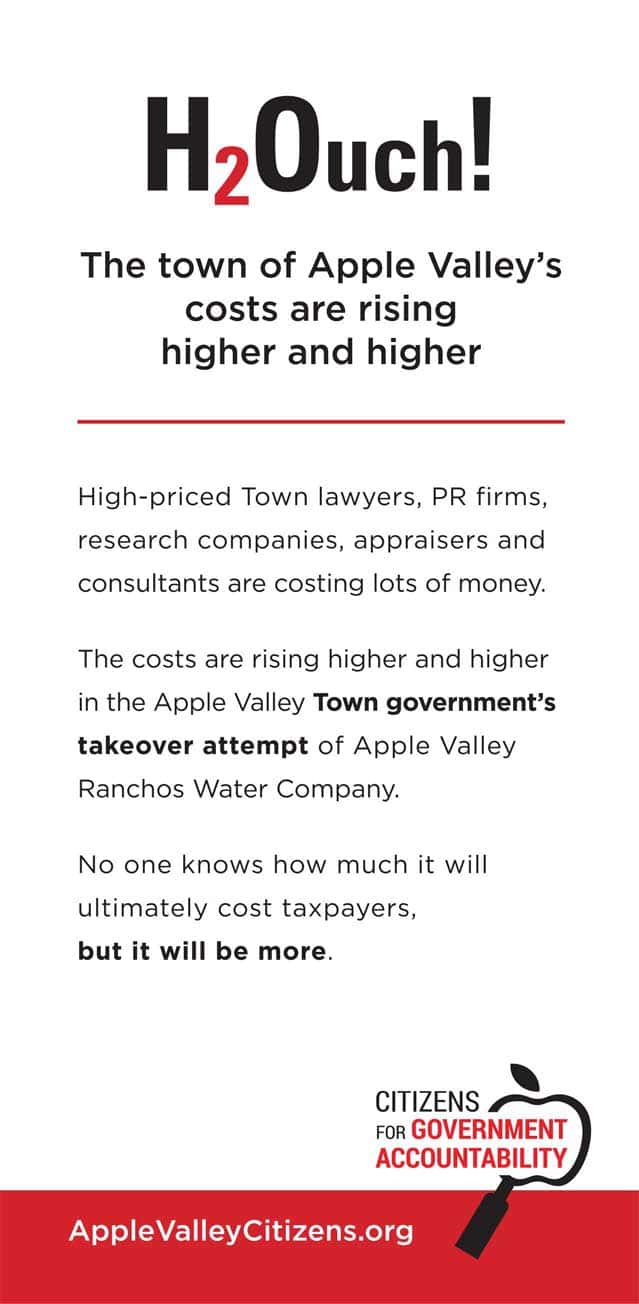 H2Ouch!
The town of Apple Valley’s
costs are rising
higher and higher
High-priced Town lawyers, PR firms,
research companies, appraisers and
consultants are costing lots of money.
The costs are rising higher and higher
in the Apple Valley Town government’s
takeover attempt of Apple Valley
Ranchos Water Company.
No one knows how much it will
ultimately cost taxpayers,
but it will be more.
CITIZENS
FOR GOVERNMENT
ACCOUNTABILITY
AppleValleyCitizens.org